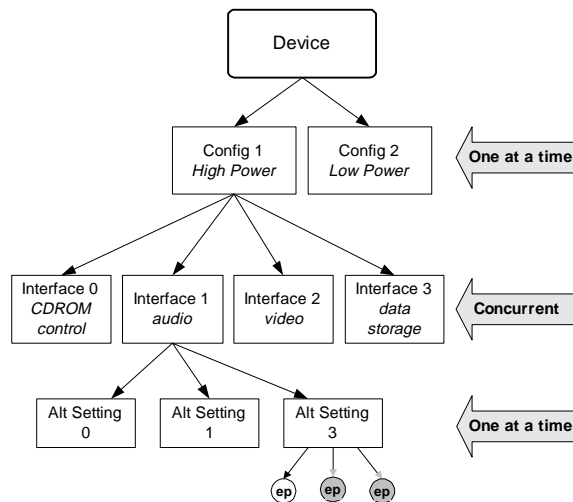 Device
Config 1
High Power
Config 2
Low Power
One at a time
Interface 0
CDROM
control
Interface 1
audio
Interface 2
video
Interface 3
data
storage
Concurrent
Alt Setting
0
Alt Setting
1
Alt Setting
3
One at a time
ep
ep
ep